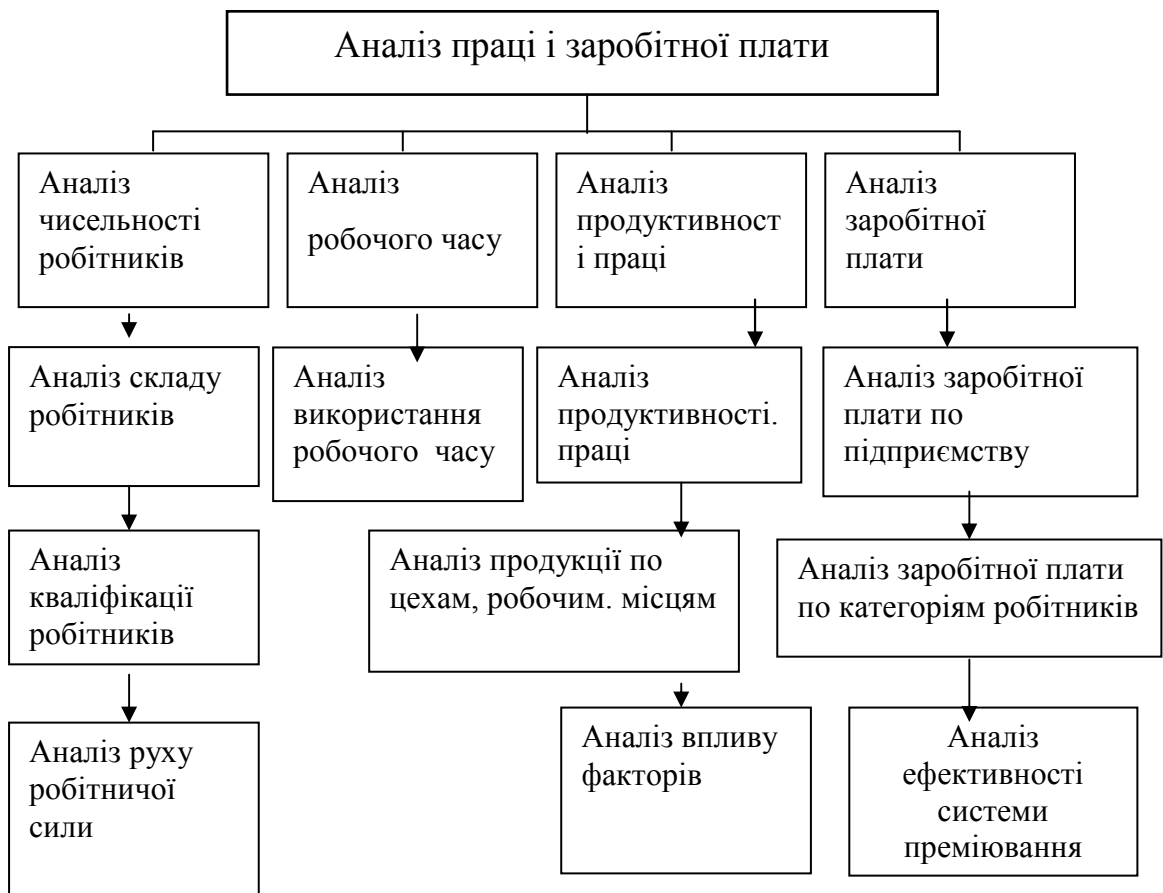 Аналіз праці і заробітної плати
Аналіз
чисельності
робітників
Аналіз
робочого часу
Аналіз
продуктивност
і праці
Аналіз
заробітної
плати
Аналіз складу
робітників
Аналіз
використання
робочого часу
Аналіз
продуктивності.
праці
Аналіз заробітної
плати по
підприємству
Аналіз
кваліфікації
робітників
Аналіз продукції по
цехам, робочим. місцям
Аналіз заробітної плати
по категоріям робітників
Аналіз руху
робітничої
сили
Аналіз впливу
факторів
Аналіз
ефективності
системи
преміювання